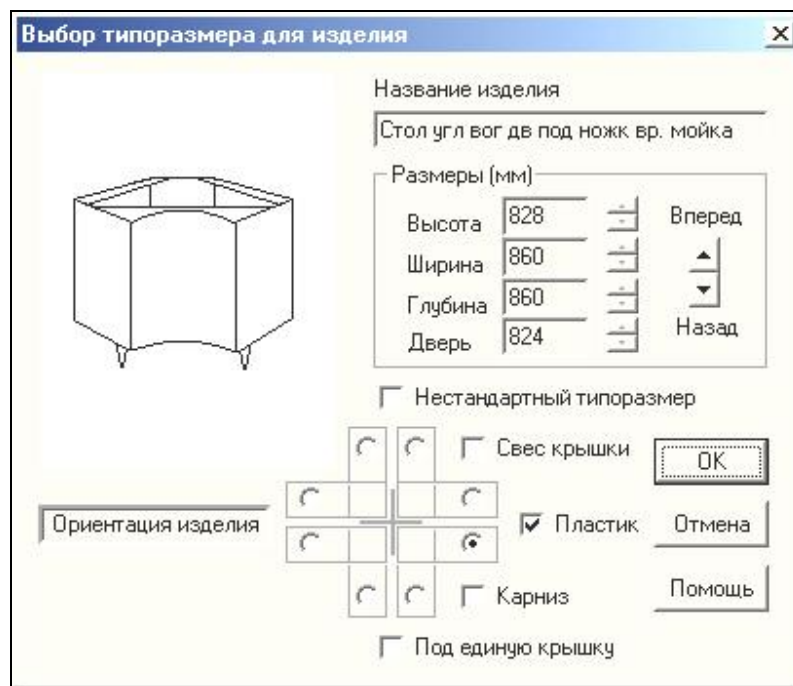 Выбор типоразмера для изделия
Название изделия
Стол угл вог дв под ножк вр. мойка
Размеры (мм)
Высота 828 Вперед
Ширина 860
Глубина 860
Дверь 824 Назад
Нестандартный типоразмер
Свес крышки OK
Ориентация изделия Пластик Отмена
Карниз Помощь
Под единую крышку